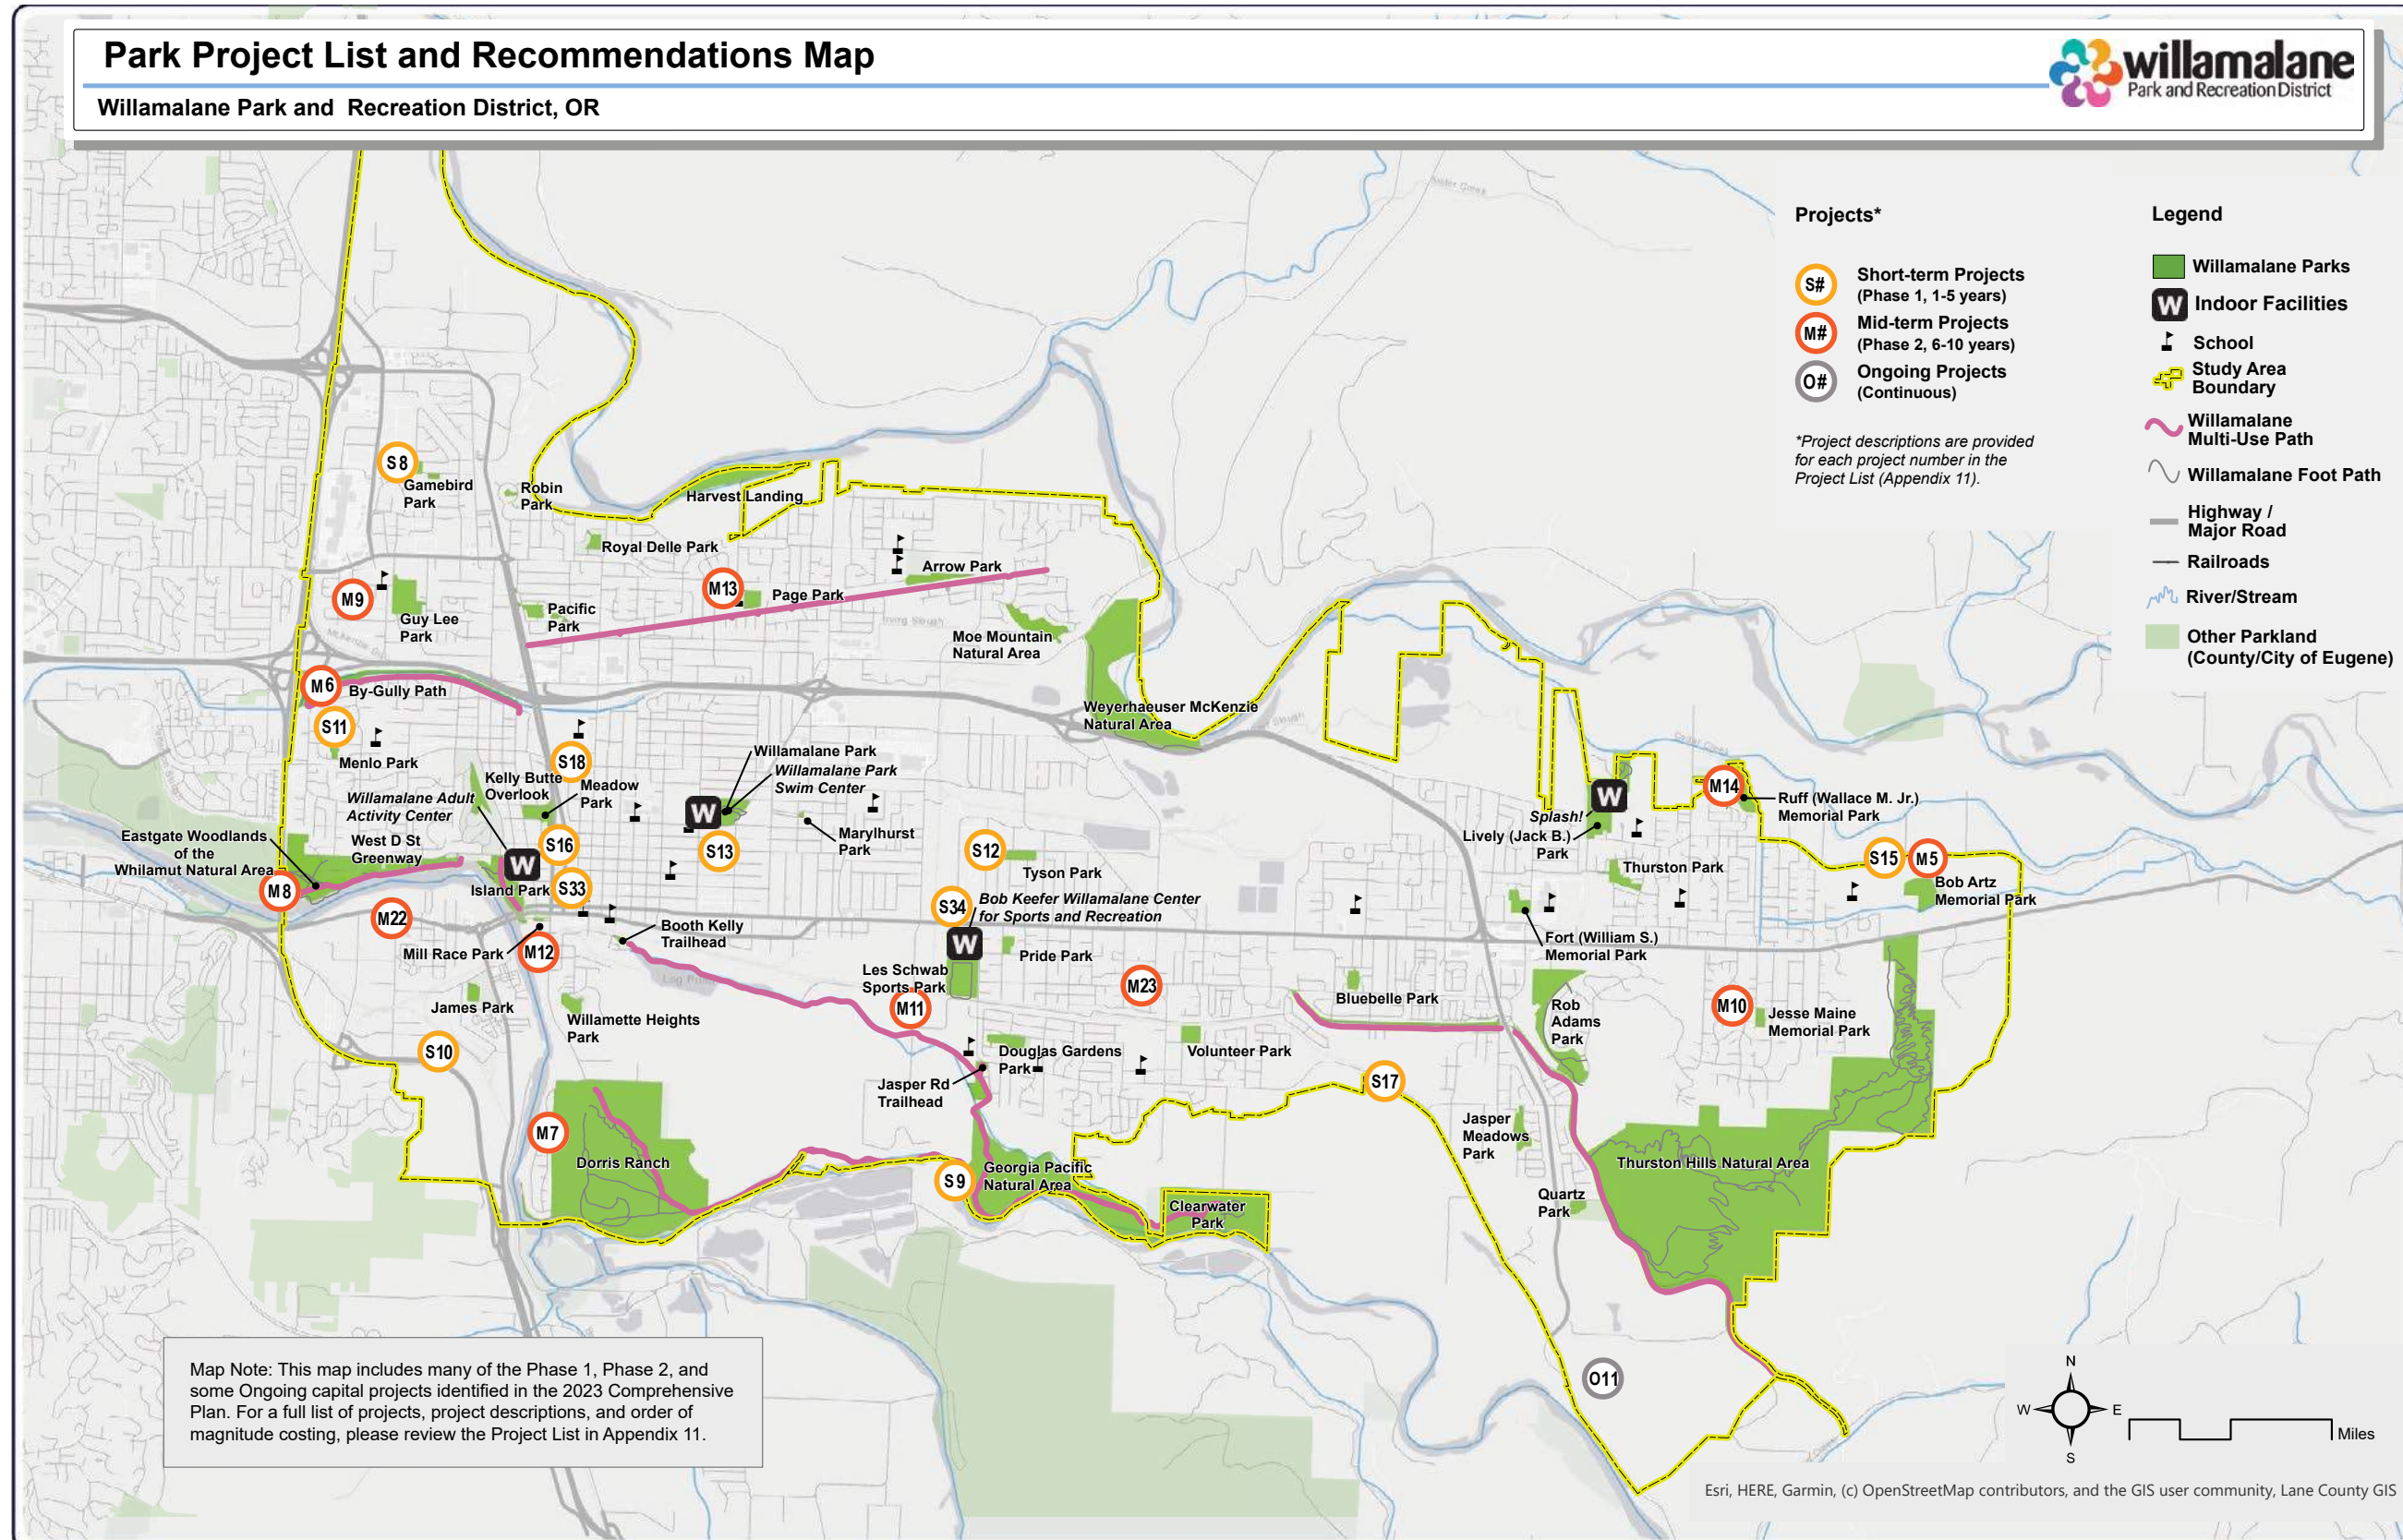 Park Project List and Recommendations Map
Willamalane Park and Recreation District, OR
willamalane
Park and Recreation District
Projects*
S#
Short-term Projects
(Phase 1, 1-5 years)
M#
Mid-term Projects
(Phase 2, 6-10 years)
O#
Ongoing Projects
(Continuous)
*Project descriptions are provided
for each project number in the
Project List (Appendix 11).
Legend
Willamalane Parks
W
Indoor Facilities
School
Study Area
Boundary
Willamalane
Multi-Use Path
Willamalane Foot Path
Highway /
Major Road
Railroads
River/Stream
Other Parkland
(County/City of Eugene)
S8
Gamebird
Park
Robin
Park
Harvest Landing
Royal Delle Park
Arrow Park
M9
Guy Lee
Park
Pacific
Park
M13
Page Park
Irving Slough
Moe Mountain
Natural Area
M6
By-Gully Path
S11
Menlo Park
Weyerhaeuser McKenzie
Natural Area
Slough
S18
Kelly Butte
Overlook
Meadow
Park
Willamalane Park
Willamalane Park
Swim Center
W
S13
Marylhurst
Park
Willamalane Adult
Activity Center
Eastgate Woodlands
of the
Whilamut Natural Area
West D St
Greenway
W
S16
Island Park
S33
M8
M22
Mill Race Park
M12
Booth Kelly
Trailhead
S12
Tyson Park
S34
Bob Keefer Willamalane Center
for Sports and Recreation
W
Pride Park
Les Schwab
Sports Park
M11
M23
James Park
Willamette Heights
Park
S10
Douglas Gardens
Park
Jasper Rd
Trailhead
Volunteer Park
Bluebelle Park
S17
M7
Dorris Ranch
S9
Georgia Pacific
Natural Area
Clearwater
Park
Cedar Creek
W
Splash!
Lively (Jack B.)
Park
M14
Ruff (Wallace M. Jr.)
Memorial Park
Thurston Park
S15
M5
Bob Artz
Memorial Park
Fort (William S.)
Memorial Park
Rob
Adams
Park
M10
Jesse Maine
Memorial Park
Jasper
Meadows
Park
Thurston Hills Natural Area
Quartz
Park
O11
Map Note: This map includes many of the Phase 1, Phase 2, and
some Ongoing capital projects identified in the 2023 Comprehensive
Plan. For a full list of projects, project descriptions, and order of
magnitude costing, please review the Project List in Appendix 11.
N
W
E
S
Miles
Esri, HERE, Garmin, (c) OpenStreetMap contributors, and the GIS user community, Lane County GIS